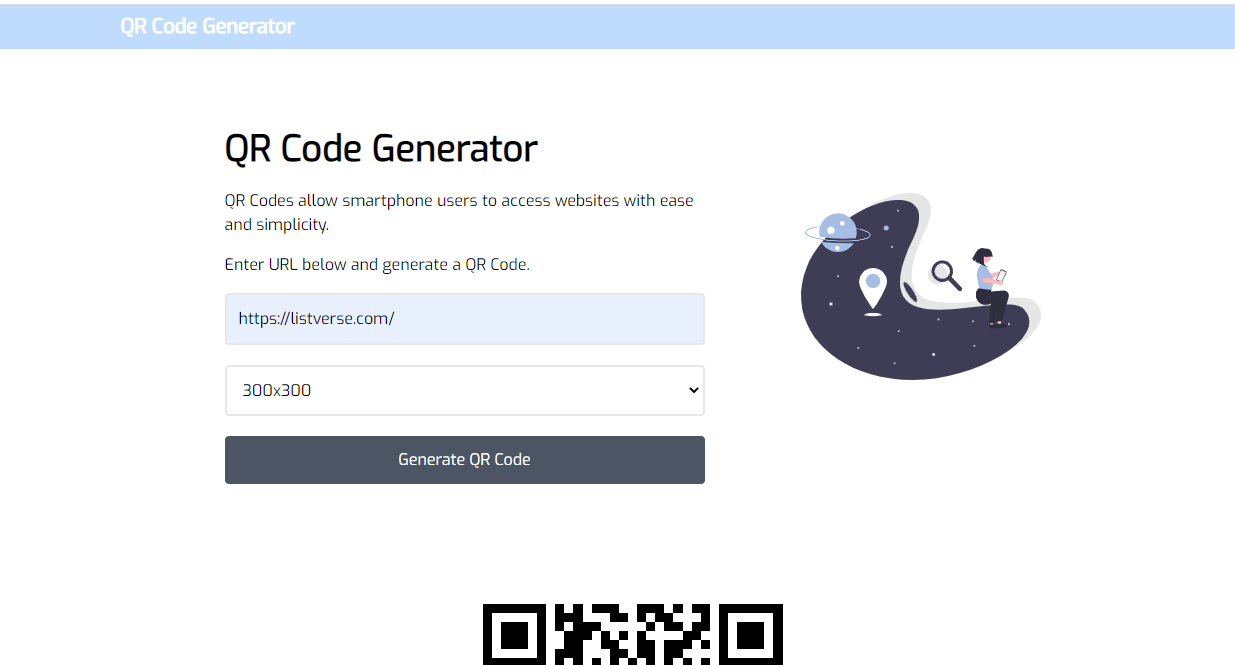 QR Code Generator
QR Code Generator
QR Codes allow smartphone users to access websites with ease
and simplicity.
Enter URL below and generate a QR Code.
https://listverse.com/
300x300
Generate QR Code